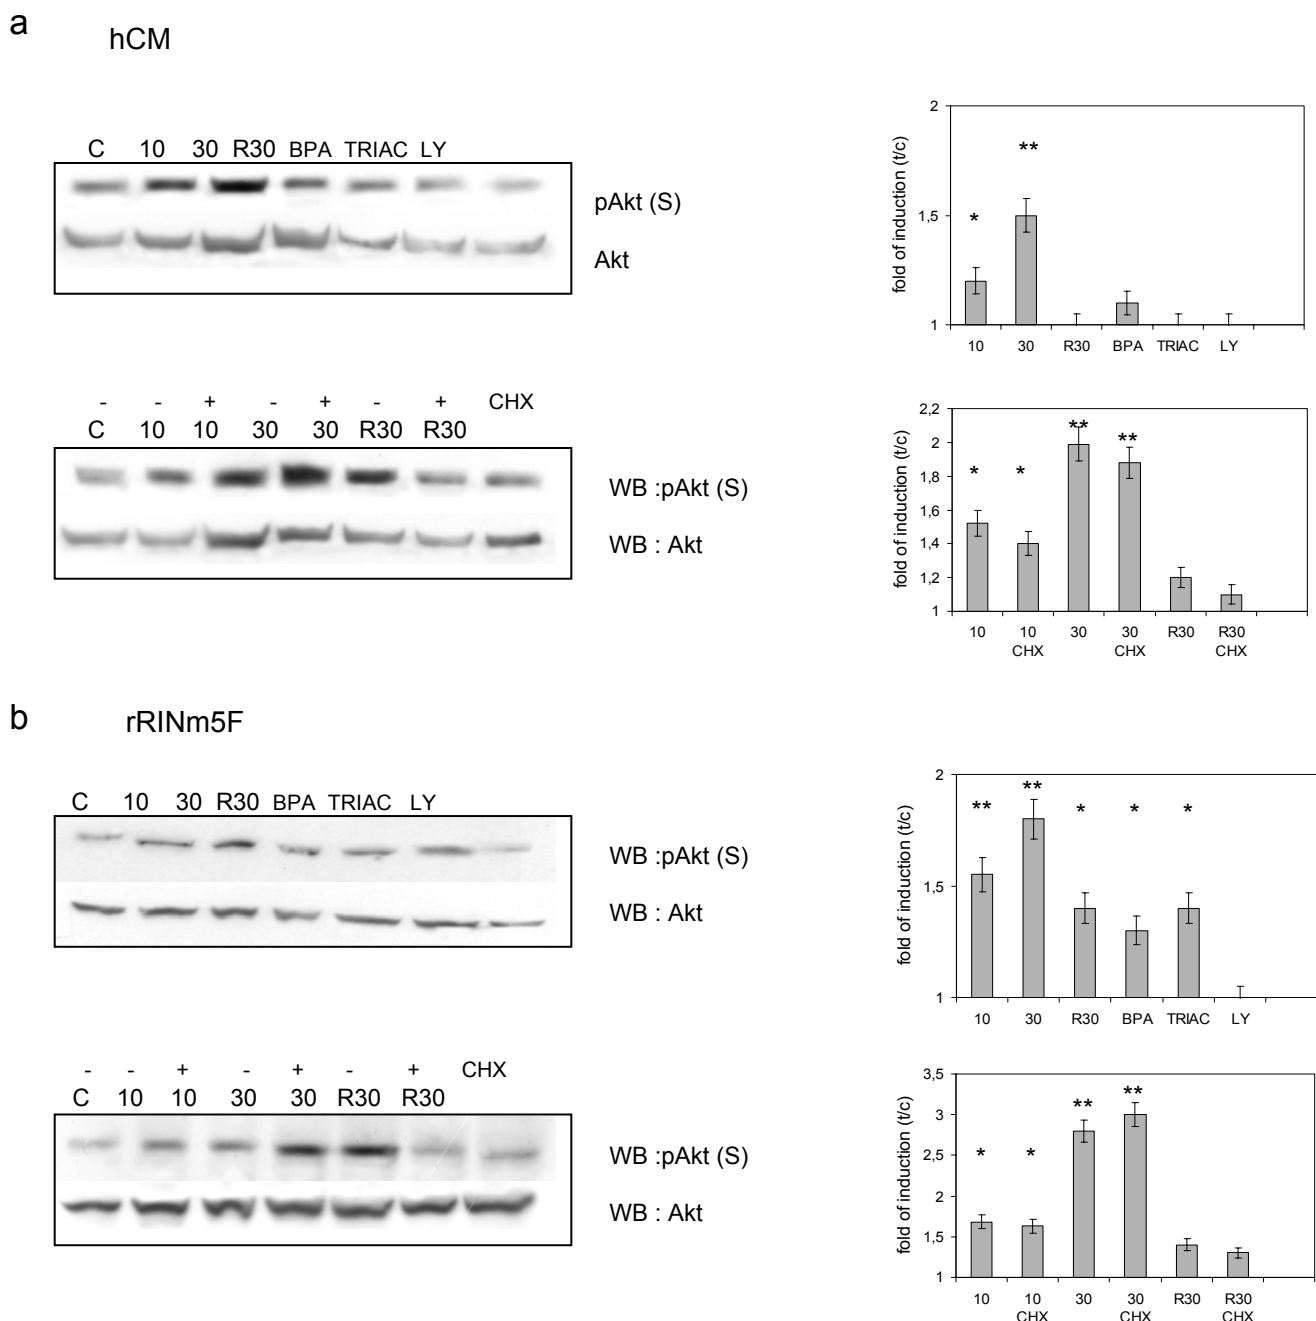 a
hCM
C 10 30 R30 BPA TRIAC LY
pAkt (S)
Akt
fold of induction (t/c)
2
1,5
1
*
**
10 30 R30 BPA TRIAC LY
- - + - + - + CHX
C 10 10 30 30 R30 R30
WB :pAkt (S)
WB : Akt
fold of induction (t/c)
2,2
2
1,8
1,6
1,4
1,2
1
* * ** **
10 10 30 30 R30 R30
CHX CHX CHX
b
rRINm5F
C 10 30 R30 BPA TRIAC LY
WB :pAkt (S)
WB : Akt
fold of induction (t/c)
2
1,5
1
** ** * * *
10 30 R30 BPA TRIAC LY
- - + - + - + CHX
C 10 10 30 30 R30 R30
WB :pAkt (S)
WB : Akt
fold of induction (t/c)
3,5
3
2,5
2
1,5
1
* * ** **
10 10 30 30 R30 R30
CHX CHX CHX